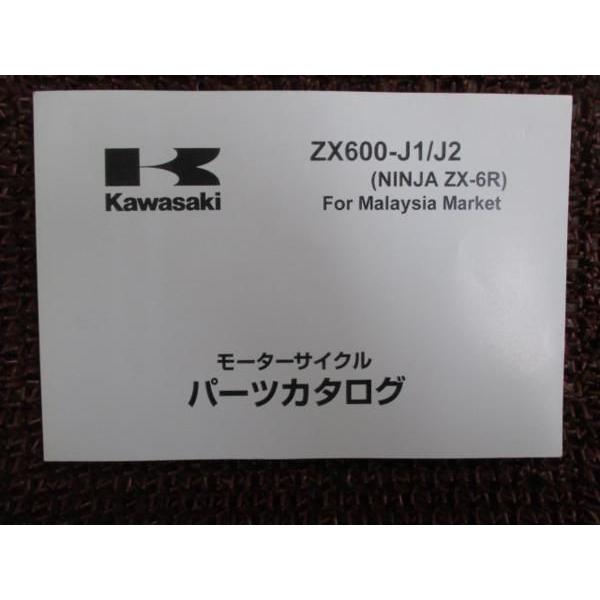 Kawasaki
ZX600-J1/J2
(NINJA ZX-6R)
For Malaysia Market
モーターサイクル
パーツカタログ